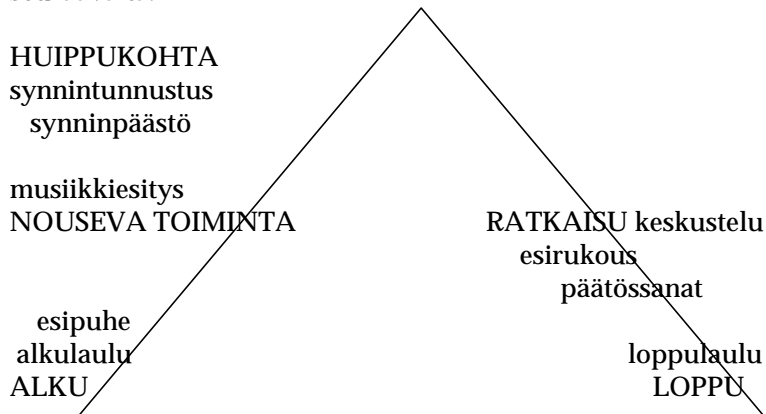 HUIPPUKOHTA
synnintunnustus
synninpäästö
musiikkiesitys
NOUSEVA TOIMINTA
RATKAISU keskustelu
esirukous
päätössanat
esipuhe
alkulaulu
ALKU
loppulaulu
LOPPU